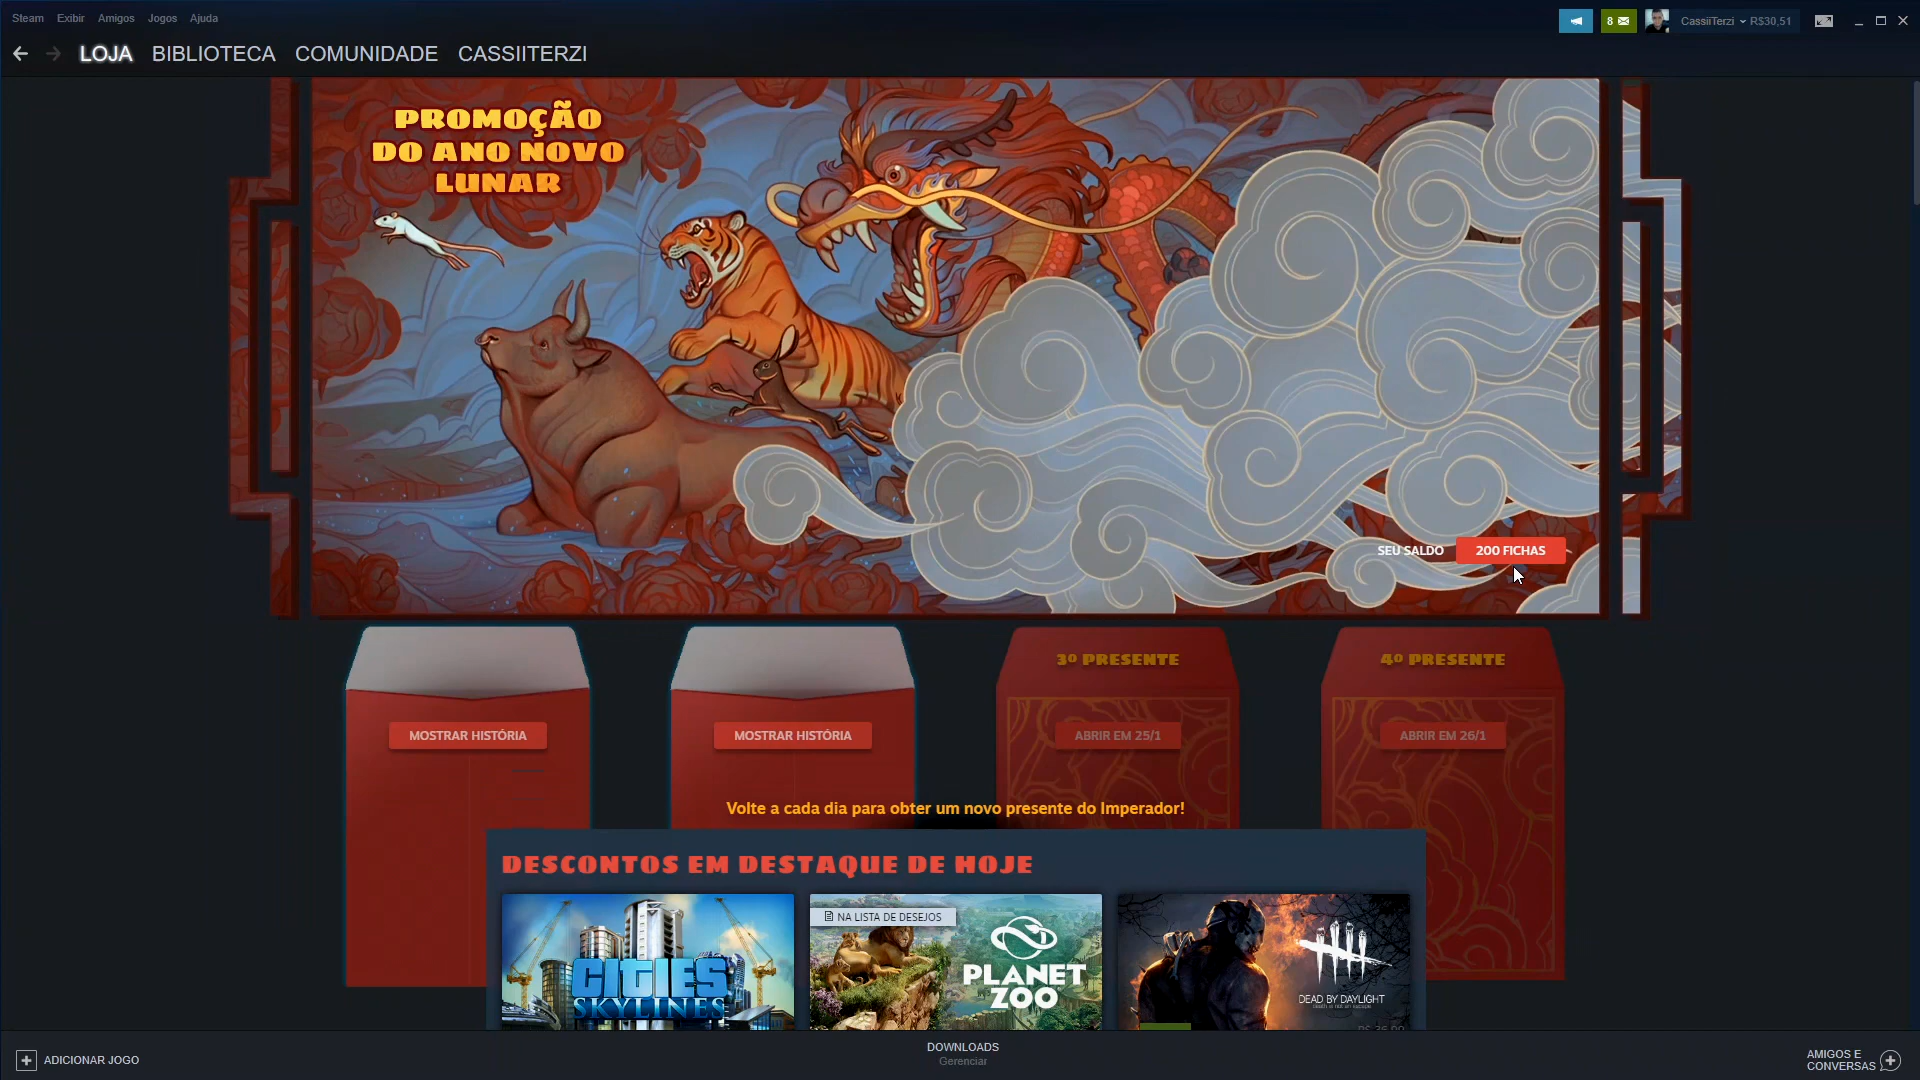 Steam Exibir Amigos Jogos Ajuda
8
CassiiTerzi R$30,51
LOJA BIBLIOTECA COMUNIDADE CASSIITERZI
PROMOÇÃO
DO ANO NOVO
LUNAR
SEU SALDO 200 FICHAS
3º PRESENTE
4º PRESENTE
MOSTRAR HISTÓRIA
MOSTRAR HISTÓRIA
ABRIR EM 25/1
ABRIR EM 26/1
Volte a cada dia para obter um novo presente do Imperador!
DESCONTOS EM DESTAQUE DE HOJE
CITIES
SKYLINES
NA LISTA DE DESEJOS
PLANET
ZOO
DEAD BY DAYLIGHT
ADICIONAR JOGO
DOWNLOADS
Gerenciar
AMIGOS E
CONVERSAS